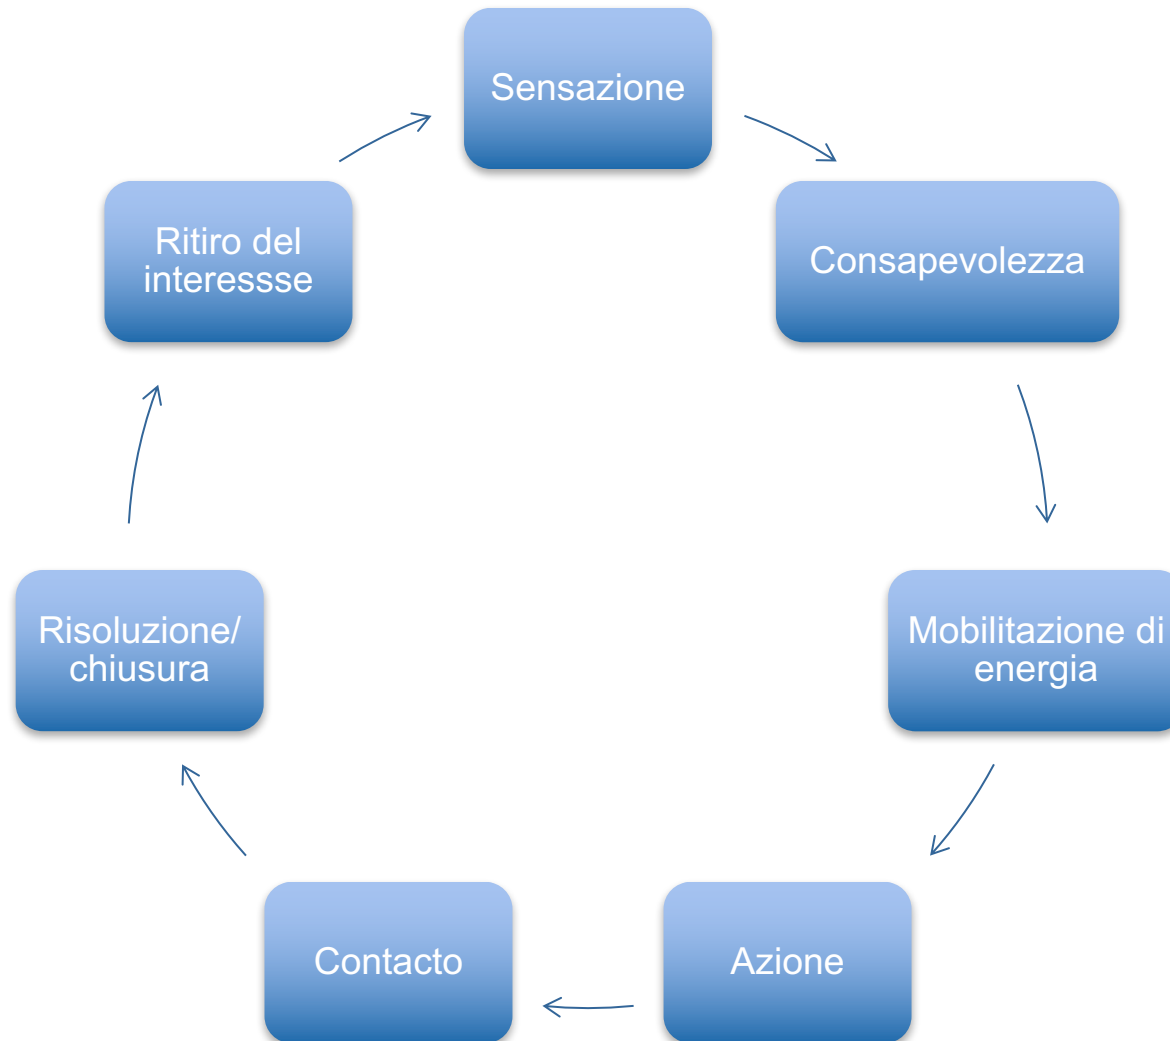 Sensazione
Consapevolezza
Mobilitazione di
energia
Azione
Contacto
Risoluzione/
chiusura
Ritiro del
interessse